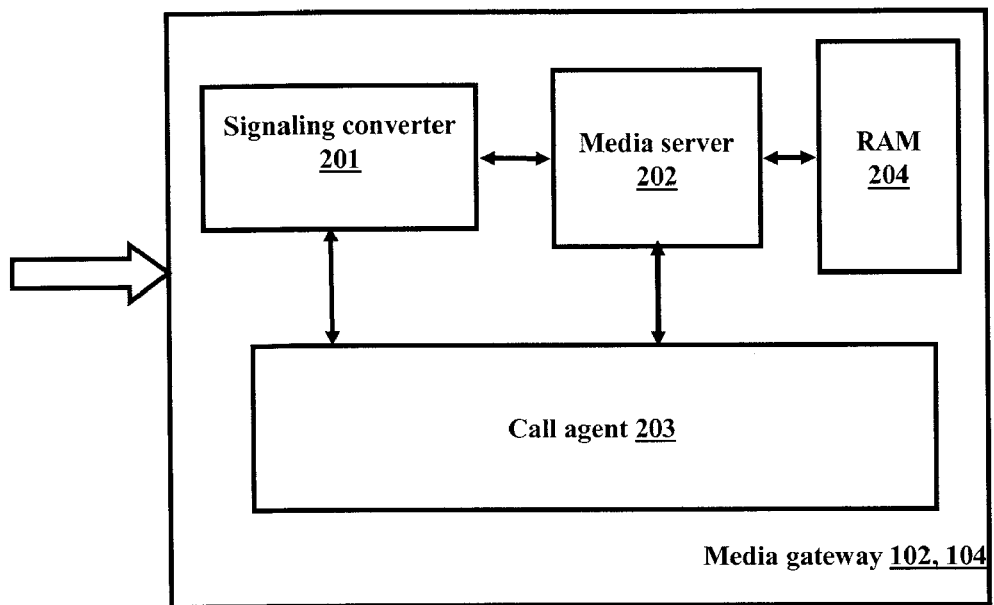 Signaling converter
201
Media server
202
RAM
204
Call agent 203
Media gateway 102, 104